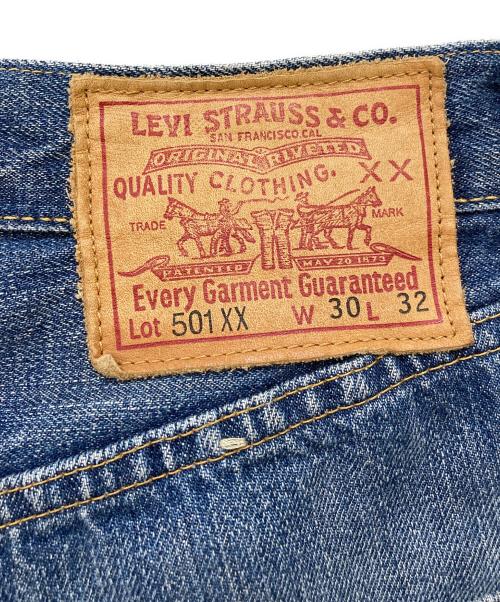 LEVI STRAUSS & CO.
SAN FRANCISCO.CAL
ORIGINAL RIVETED
QUALITY CLOTHING. XX
TRADE MARK
PATENTED MAY 20 1873
Every Garment Guaranteed
Lot 501XX W 30 L 32